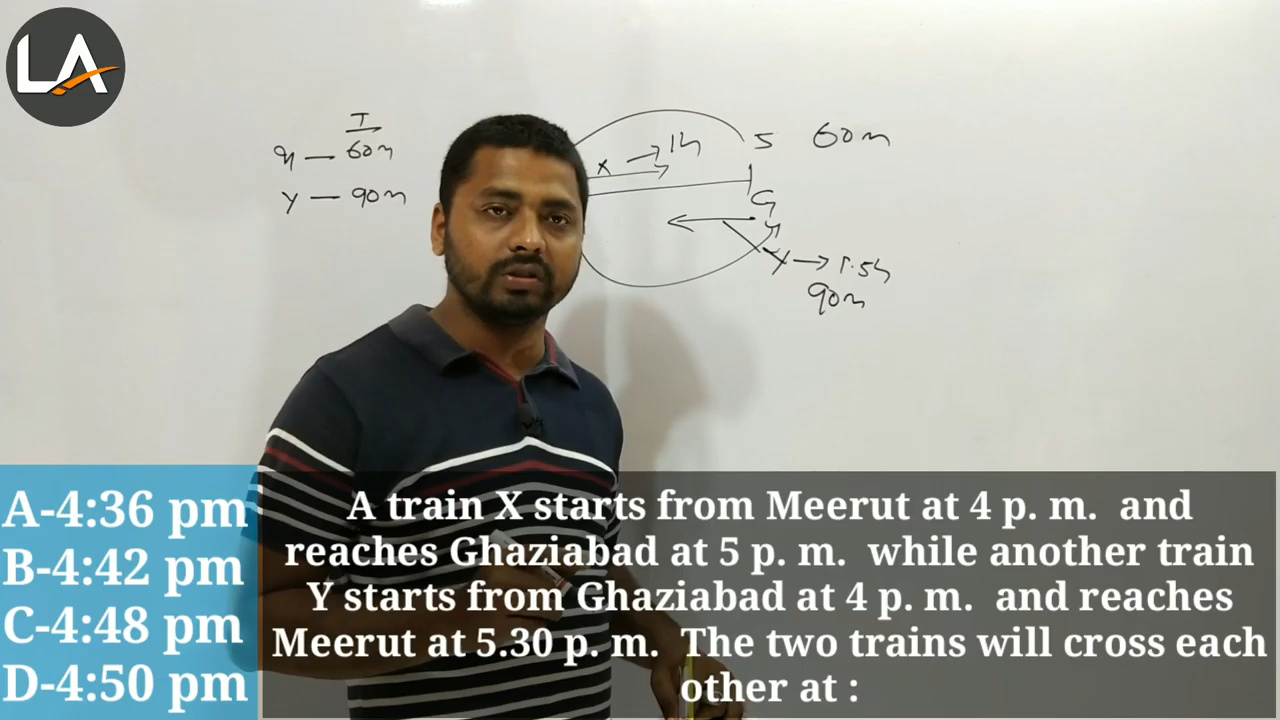 LA
T
x — 60m
Y — 90m
x → 1h
5
60m
G
Y → 1.5h
90m
A-4:36 pm
B-4:42 pm
C-4:48 pm
D-4:50 pm
A train X starts from Meerut at 4 p. m. and
reaches Ghaziabad at 5 p. m. while another train
Y starts from Ghaziabad at 4 p. m. and reaches
Meerut at 5.30 p. m. The two trains will cross each
other at :